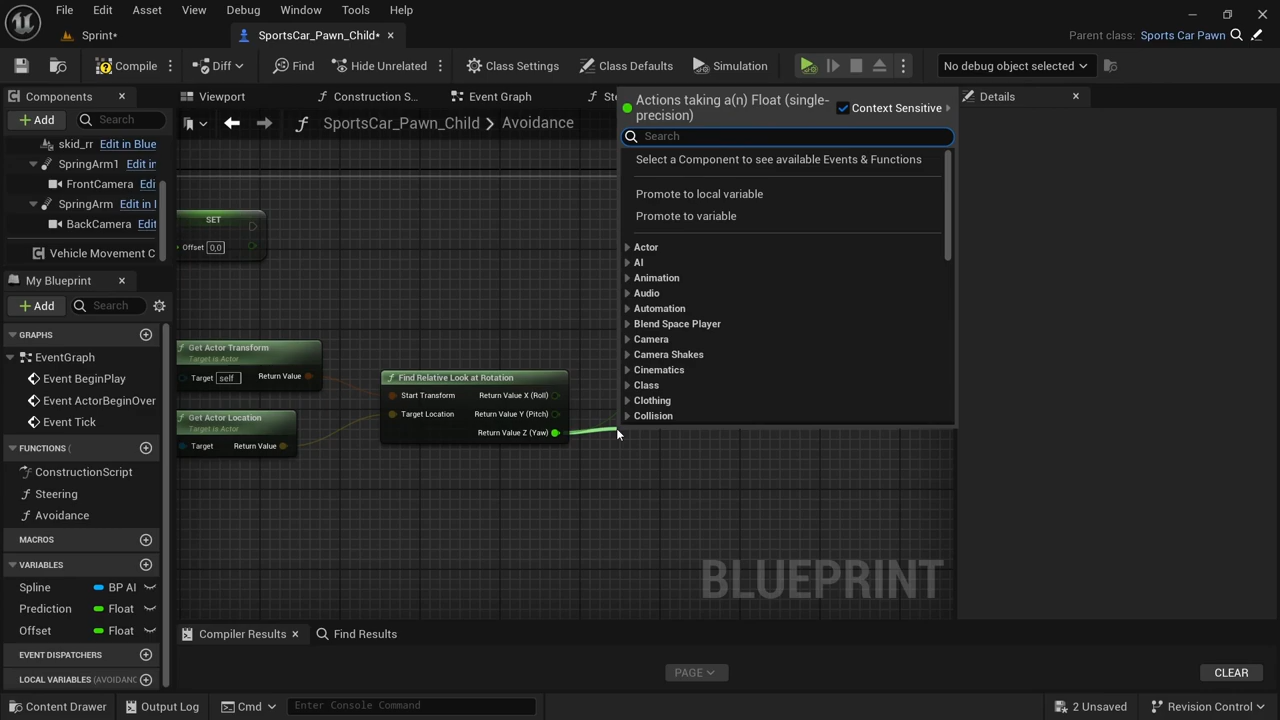 File Edit Asset View Debug Window Tools Help
Sprint* SportsCar_Pawn_Child* Parent class: Sports Car Pawn
Compile Diff Find Hide Unrelated Class Settings Class Defaults Simulation No debug object selected
Components Viewport Construction S... Event Graph Details
Add Search SportsCar_Pawn_Child Avoidance
skid_rr Edit in Blue
SpringArm1 Edit in
FrontCamera Edi
SpringArm Edit in
BackCamera Edit
Vehicle Movement C
My Blueprint
Add Search
GRAPHS
EventGraph
Event BeginPlay
Event ActorBeginOver
Event Tick
FUNCTIONS (
ConstructionScript
Steering
Avoidance
MACROS
VARIABLES
Spline BP AI
Prediction Float
Offset Float
EVENT DISPATCHERS
LOCAL VARIABLES (AVOIDANC
SET
Offset 0,0
Get Actor Transform
Target is Actor
Target self Return Value
Get Actor Location
Target is Actor
Target Return Value
Find Relative Look at Rotation
Start Transform Return Value X (Roll)
Target Location Return Value Y (Pitch)
Return Value Z (Yaw)
Actions taking a(n) Float (single-
precision)
Context Sensitive
Search
Select a Component to see available Events & Functions
Promote to local variable
Promote to variable
Actor
AI
Animation
Audio
Automation
Blend Space Player
Camera
Camera Shakes
Cinematics
Class
Clothing
Collision
BLUEPRINT
Compiler Results Find Results
PAGE CLEAR
Content Drawer Output Log Cmd Enter Console Command 2 Unsaved Revision Control